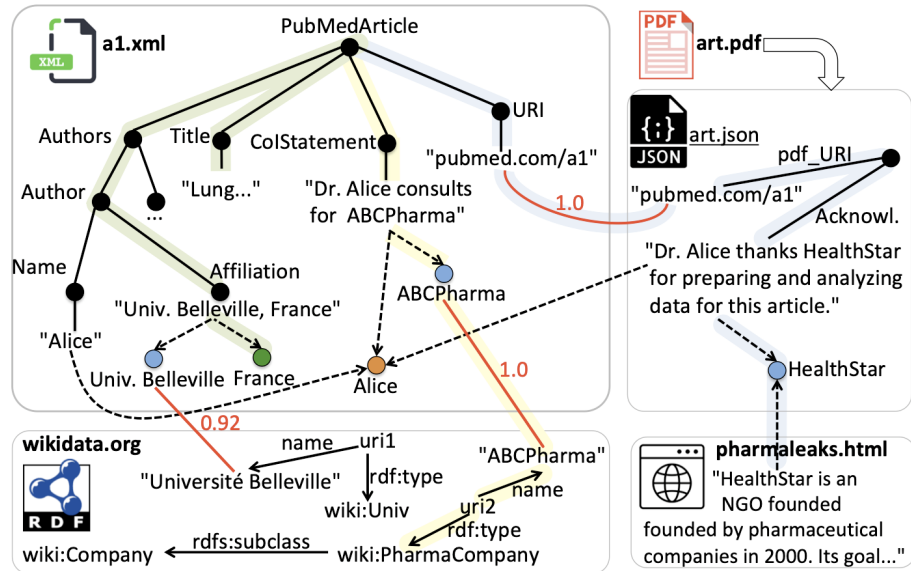 PubMedArticle
XML
a1.xml
Authors
Title
CoIStatement
URI
"Lung..."
"Dr. Alice consults
for ABCPharma"
"pubmed.com/a1"
Author
...
Name
Affiliation
"Univ. Belleville, France"
"Alice"
Univ. Belleville
France
Alice
ABCPharma
1.0
1.0
0.92
PDF
art.pdf
{;}
JSON
art.json
pdf_URI
"pubmed.com/a1"
Acknowl.
"Dr. Alice thanks HealthStar
for preparing and analyzing
data for this article."
HealthStar
wikidata.org
RDF
name
uri1
"Université Belleville"
rdf:type
wiki:Univ
"ABCPharma"
name
uri2
rdf:type
wiki:Company
rdfs:subclass
wiki:PharmaCompany
pharmaleaks.html
"HealthStar is an
NGO founded
founded by pharmaceutical
companies in 2000. Its goal..."